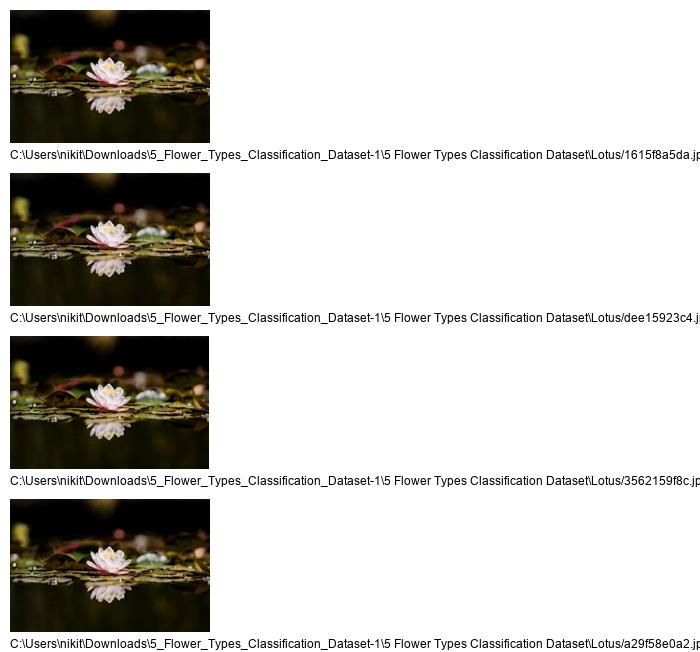 C:\Users\nikit\Downloads\5_Flower_Types_Classification_Dataset-1\5 Flower Types Classification Dataset\Lotus/1615f8a5da.jp
C:\Users\nikit\Downloads\5_Flower_Types_Classification_Dataset-1\5 Flower Types Classification Dataset\Lotus/dee15923c4.j
C:\Users\nikit\Downloads\5_Flower_Types_Classification_Dataset-1\5 Flower Types Classification Dataset\Lotus/3562159f8c.jp
C:\Users\nikit\Downloads\5_Flower_Types_Classification_Dataset-1\5 Flower Types Classification Dataset\Lotus/a29f58e0a2.jp